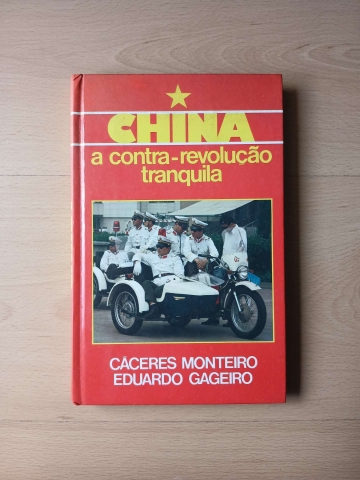 CHINA
a contra-revolução
tranquila
CÁCERES MONTEIRO
EDUARDO GAGEIRO